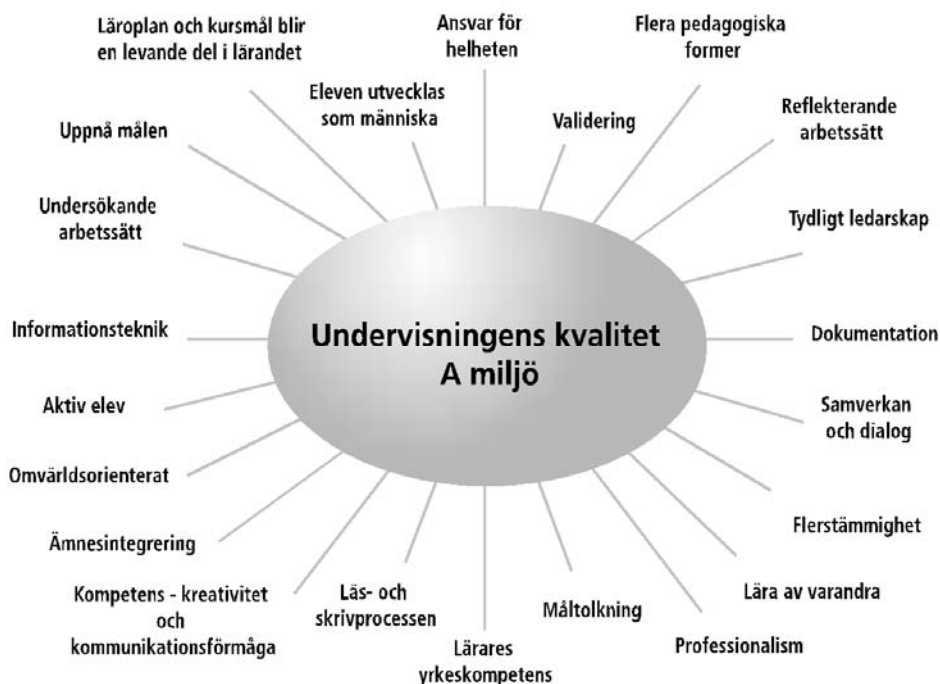 Läroplan och kursmål blir
en levande del i lärandet
Ansvar för
helheten
Flera pedagogiska
former
Eleven utvecklas
som människa
Validering
Reflekterande
arbetssätt
Uppnå målen
Undersökande
arbetssätt
Tydligt ledarskap
Informationsteknik
Undervisningens kvalitet
A miljö
Dokumentation
Aktiv elev
Samverkan
och dialog
Omvärldsorienterat
Flerstämmighet
Ämnesintegrering
Kompetens - kreativitet
och
kommunikationsförmåga
Läs- och
skrivprocessen
Lärares
yrkeskompetens
Måltolkning
Lära av varandra
Professionalism